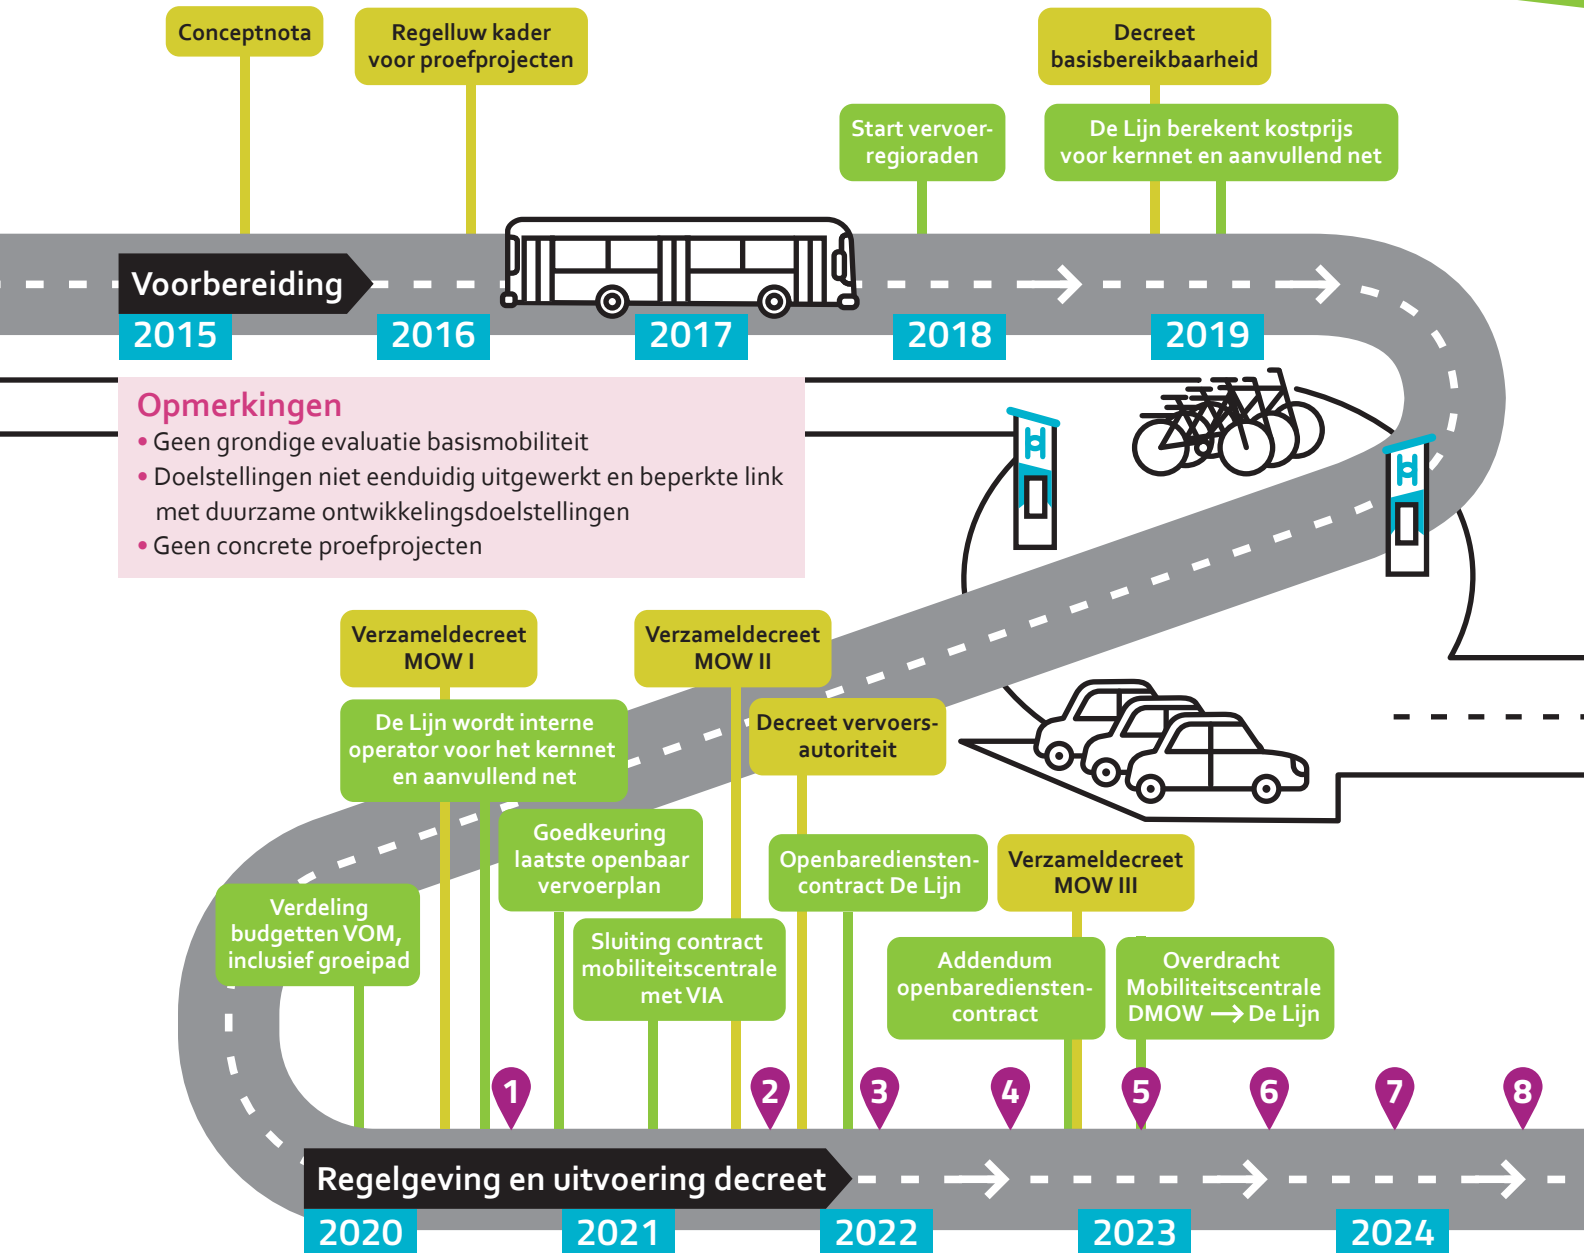 Conceptnota
Regelluw kader
voor proefprojecten
Decreet
basisbereikbaarheid
Start vervoer-
regioraden
De Lijn berekent kostprijs
voor kernnet en aanvullend net
Voorbereiding
2015
2016
2017
2018
2019
Opmerkingen
• Geen grondige evaluatie basismobiliteit
• Doelstellingen niet eenduidig uitgewerkt en beperkte link
met duurzame ontwikkelingsdoelstellingen
• Geen concrete proefprojecten
H
H
Verzameldecreet
MOW I
Verzameldecreet
MOW II
De Lijn wordt interne
operator voor het kernnet
en aanvullend net
Decreet vervoers-
autoriteit
Goedkeuring
laatste openbaar
vervoerplan
Openbarediensten-
contract De Lijn
Verzameldecreet
MOW III
Verdeling
budgetten VOM,
inclusief groeipad
Sluiting contract
mobiliteitscentrale
met VIA
Addendum
openbarediensten-
contract
Overdracht
Mobiliteitscentrale
DMOW → De Lijn
1
2
3
4
5
6
7
8
Regelgeving en uitvoering decreet
2020
2021
2022
2023
2024